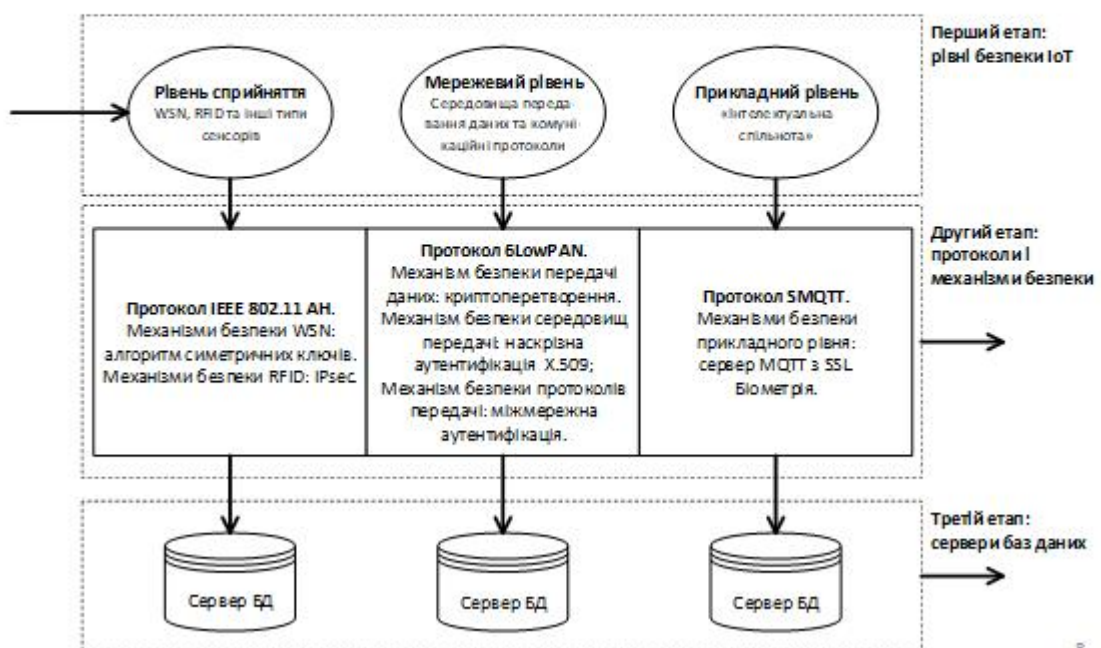 Перший етап:
рівні безпеки IoT
Рівень сприйняття
WSN, RFID та інші типи
сенсорів
Мережевий рівень
Середовища переда-
вання даних та комуні-
каційні протоколи
Прикладний рівень
«Інтелектуальна
спільнота»
Другий етап:
протоколи і
механізми безпеки
Протокол IEEE 802.11 AH.
Механізми безпеки WSN:
алгоритм симетричних ключів.
Механізми безпеки RFID: IPsec.
Протокол 6LowPAN.
Механізм безпеки передачі
даних: криптоперетворення.
Механізм безпеки середовищ
передачі: наскрізна
аутентифікація X.509;
Механізм безпеки протоколів
передачі: міжмережна
аутентифікація.
Протокол SMQTT.
Механізми безпеки
прикладного рівня:
сервер MQTT з SSL
Біометрія.
Третій етап:
сервери баз даних
Сервер БД
Сервер БД
Сервер БД